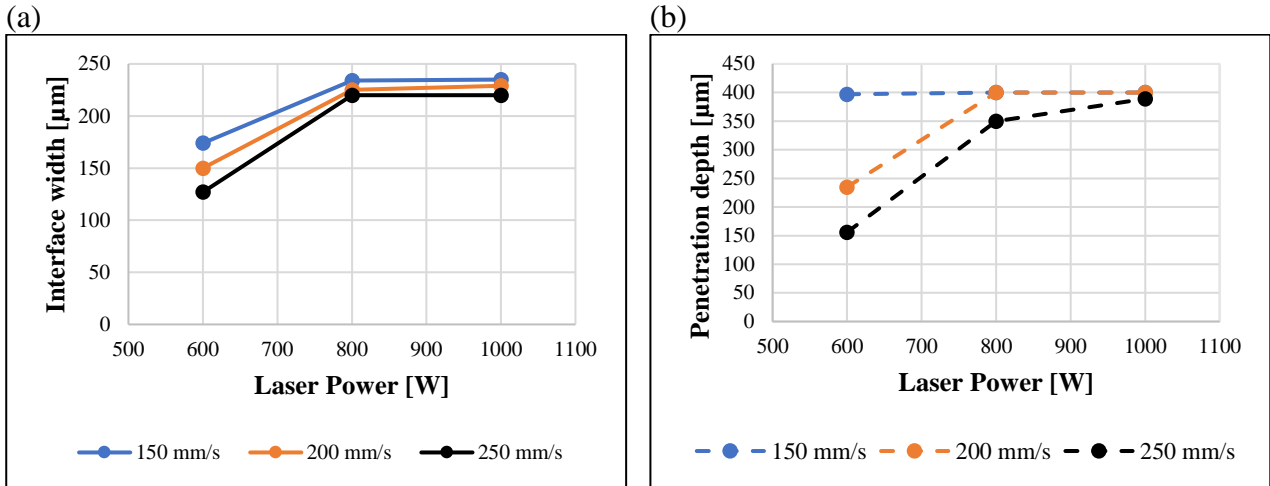 (a)
Interface width [µm]
250
200
150
100
50
0
500 600 700 800 900 1000 1100
Laser Power [W]
150 mm/s 200 mm/s 250 mm/s
(b)
Penetration depth [µm]
450
400
350
300
250
200
150
100
50
0
500 600 700 800 900 1000 1100
Laser Power [W]
150 mm/s 200 mm/s 250 mm/s